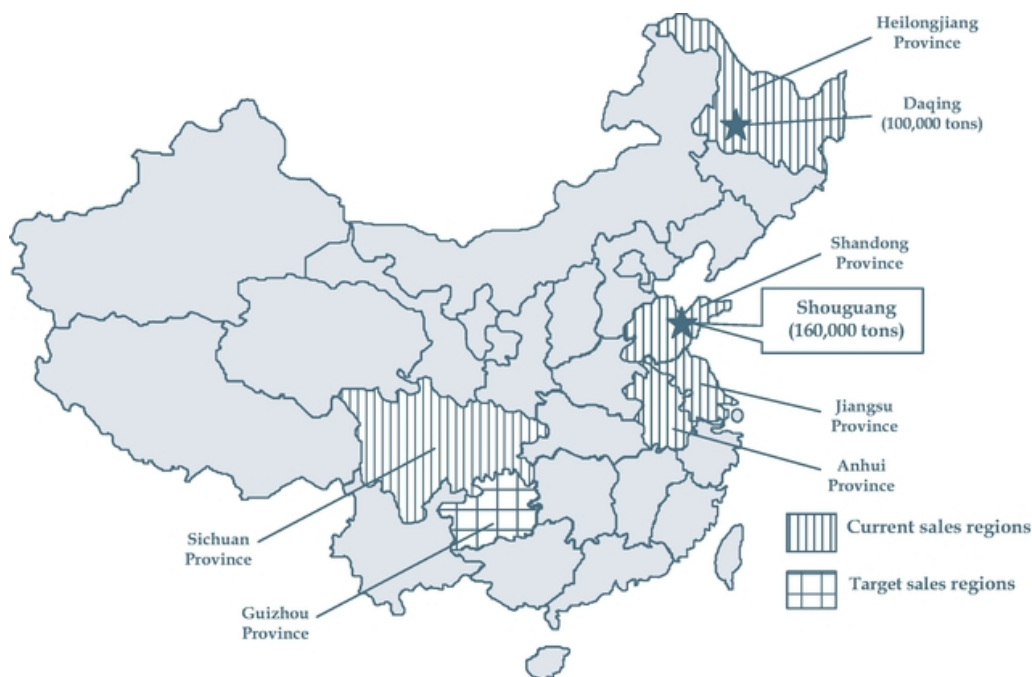 Heilongjiang
Province
Daqing
(100,000 tons)
Shandong
Province
Shouguang
(160,000 tons)
Jiangsu
Province
Anhui
Province
Sichuan
Province
Guizhou
Province
Current sales regions
Target sales regions